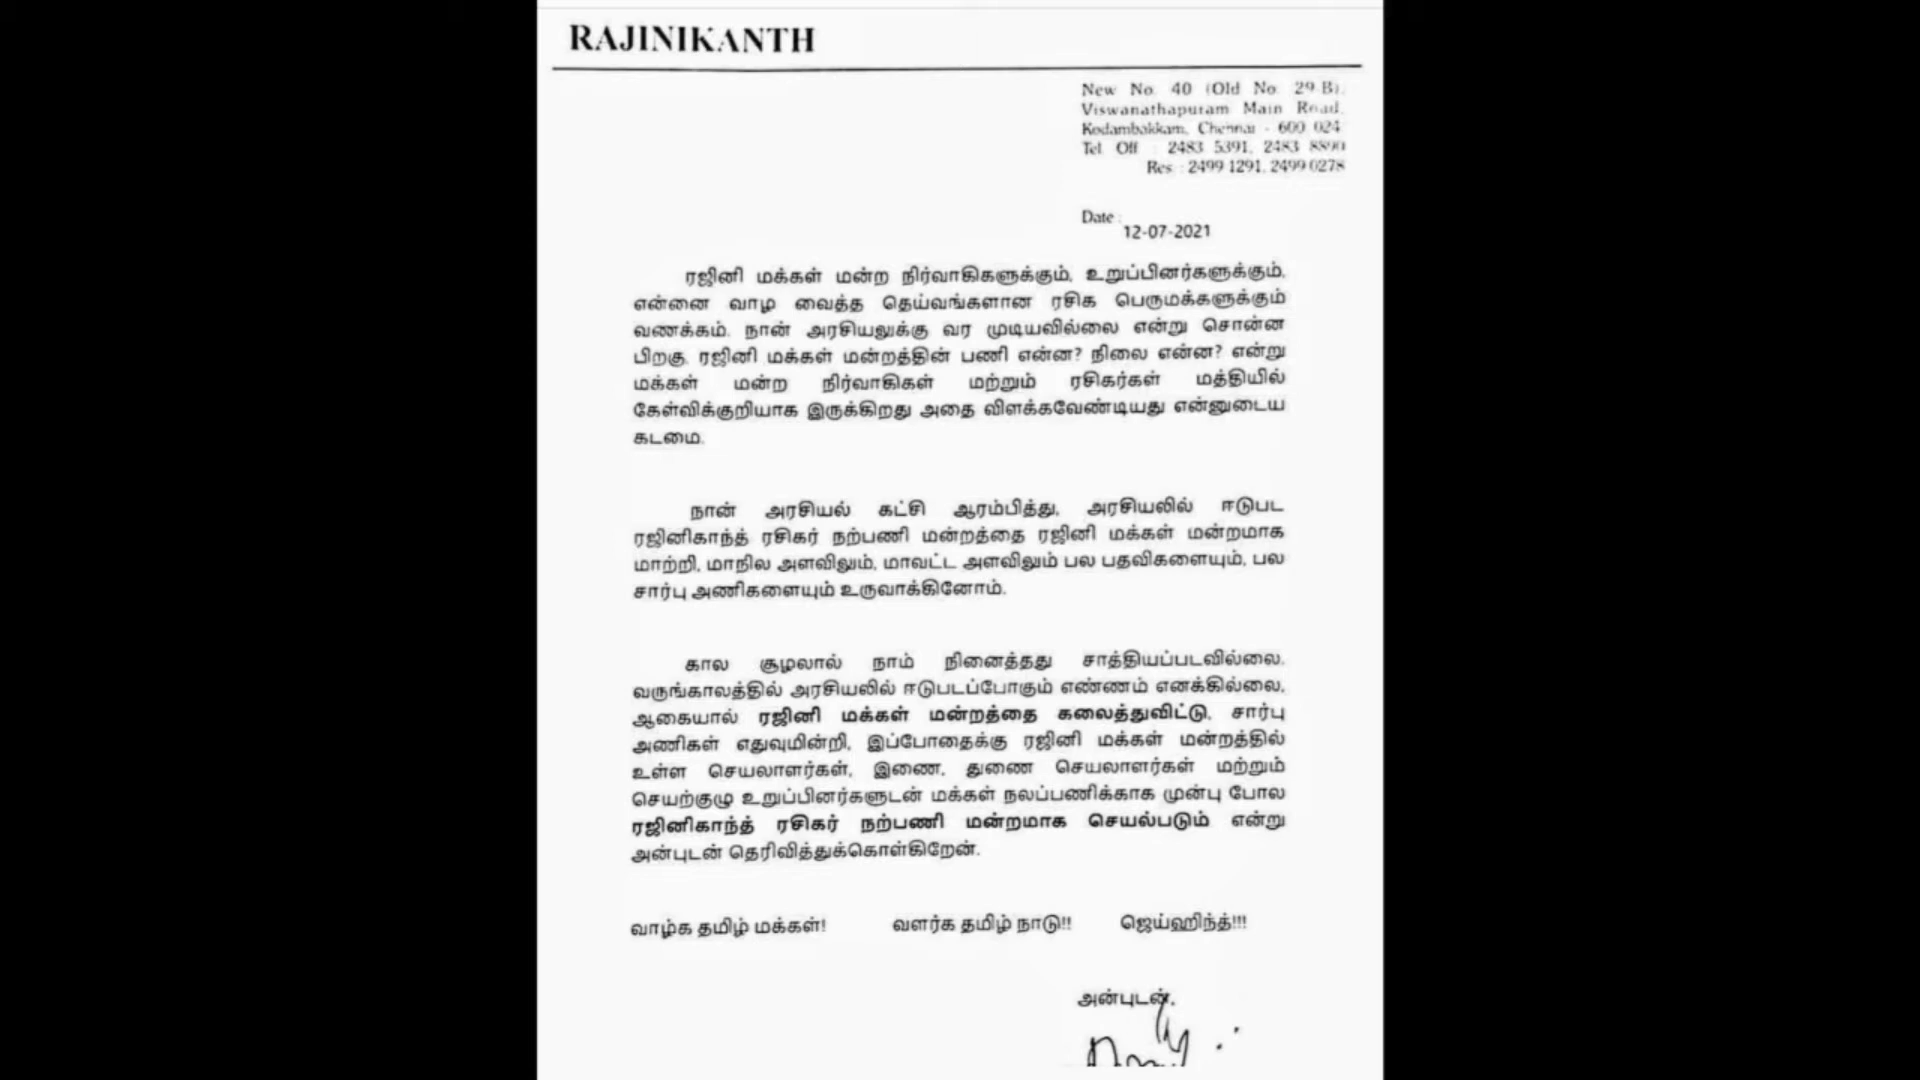 RAJINIKANTH
New No. 40 (Old No. 29-B),
Viswanathapuram Main Road,
Kodambakkam, Chennai - 600 024
Tel Off : 2483 5391, 2483 8890
Res : 2499 1291, 2499 0278
Date :
12-07-2021
ரஜினி மக்கள் மன்ற நிர்வாகிகளுக்கும், உறுப்பினர்களுக்கும்,
என்னை வாழ வைத்த தெய்வங்களான ரசிக பெருமக்களுக்கும்
வணக்கம். நான் அரசியலுக்கு வர முடியவில்லை என்று சொன்ன
பிறகு, ரஜினி மக்கள் மன்றத்தின் பணி என்ன? நிலை என்ன? என்று
மக்கள் மன்ற நிர்வாகிகள் மற்றும் ரசிகர்கள் மத்தியில்
கேள்விக்குறியாக இருக்கிறது அதை விளக்கவேண்டியது என்னுடைய
கடமை.
நான் அரசியல் கட்சி ஆரம்பித்து, அரசியலில் ஈடுபட
ரஜினிகாந்த் ரசிகர் நற்பணி மன்றத்தை ரஜினி மக்கள் மன்றமாக
மாற்றி, மாநில அளவிலும், மாவட்ட அளவிலும் பல பதவிகளையும், பல
சார்பு அணிகளையும் உருவாக்கினோம்.
கால சூழலால் நாம் நினைத்தது சாத்தியப்படவில்லை.
வருங்காலத்தில் அரசியலில் ஈடுபடப்போகும் எண்ணம் எனக்கில்லை,
ஆகையால் ரஜினி மக்கள் மன்றத்தை கலைத்துவிட்டு, சார்பு
அணிகள் எதுவுமின்றி, இப்போதைக்கு ரஜினி மக்கள் மன்றத்தில்
உள்ள செயலாளர்கள், இணை, துணை செயலாளர்கள் மற்றும்
செயற்குழு உறுப்பினர்களுடன் மக்கள் நலப்பணிக்காக முன்பு போல
ரஜினிகாந்த் ரசிகர் நற்பணி மன்றமாக செயல்படும் என்று
அன்புடன் தெரிவித்துக்கொள்கிறேன்.
வாழ்க தமிழ் மக்கள்! வளர்க தமிழ் நாடு!! ஜெய்ஹிந்த்!!!
அன்புடன்,